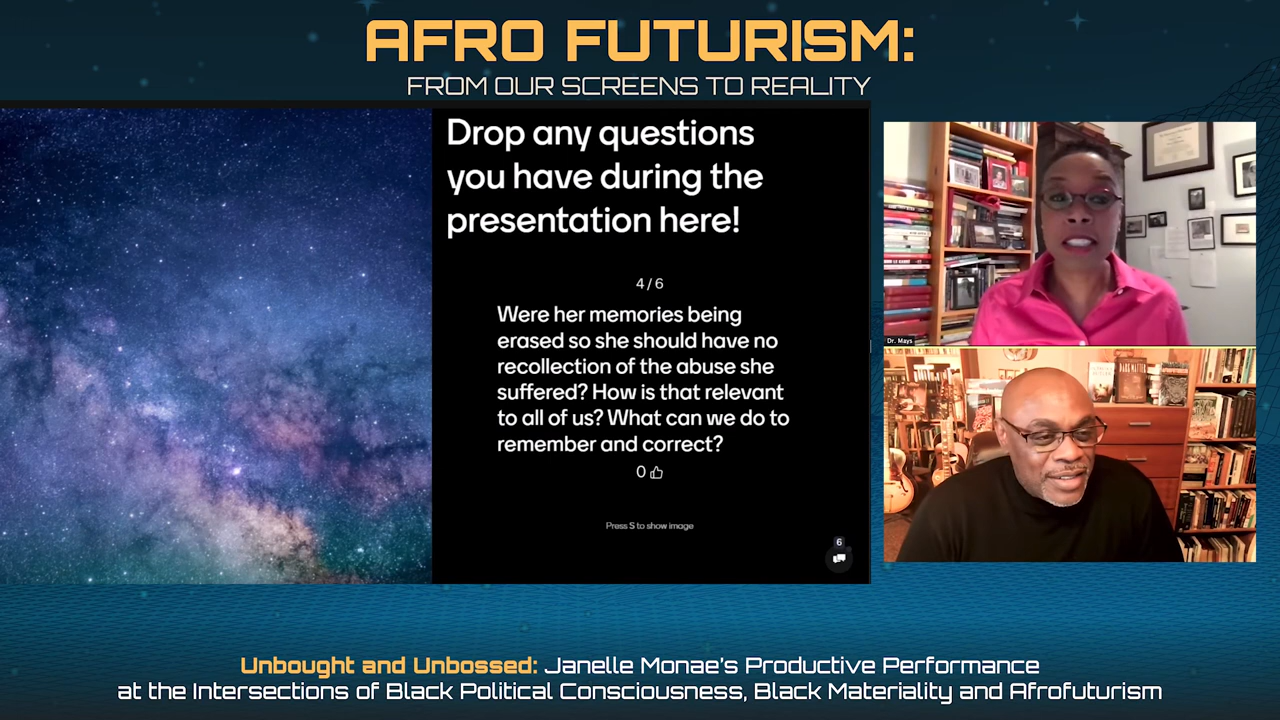 AFRO FUTURISM:
FROM OUR SCREENS TO REALITY
Drop any questions
you have during the
presentation here!
4/6
Were her memories being
erased so she should have no
recollection of the abuse she
suffered? How is that relevant
to all of us? What can we do to
remember and correct?
0
Press S to show image
6
Dr. Mays
DARK MATTER
Unbought and Unbossed: Janelle Monae's Productive Performance
at the Intersections of Black Political Consciousness, Black Materiality and Afrofuturism